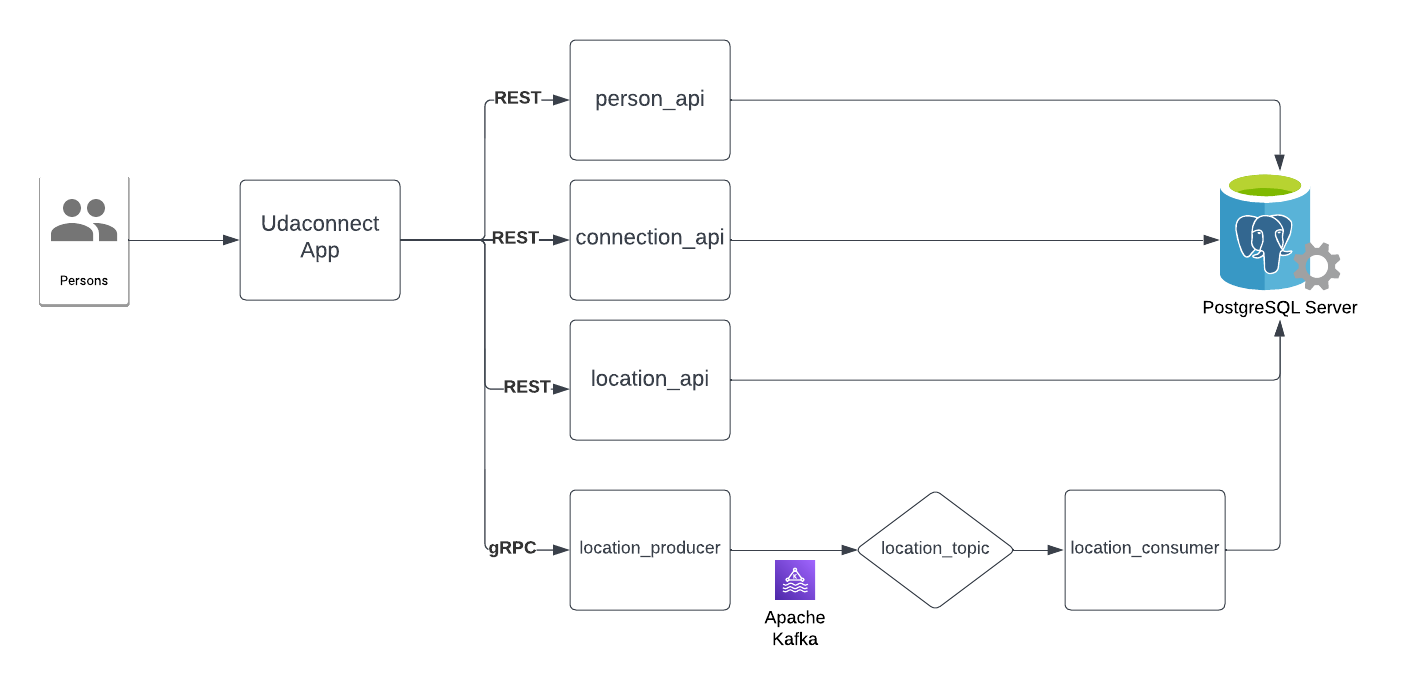 REST
person_api
Persons
Udaconnect
App
REST
connection_api
PostgreSQL Server
REST
location_api
gRPC
location_producer
location_topic
location_consumer
Apache
Kafka